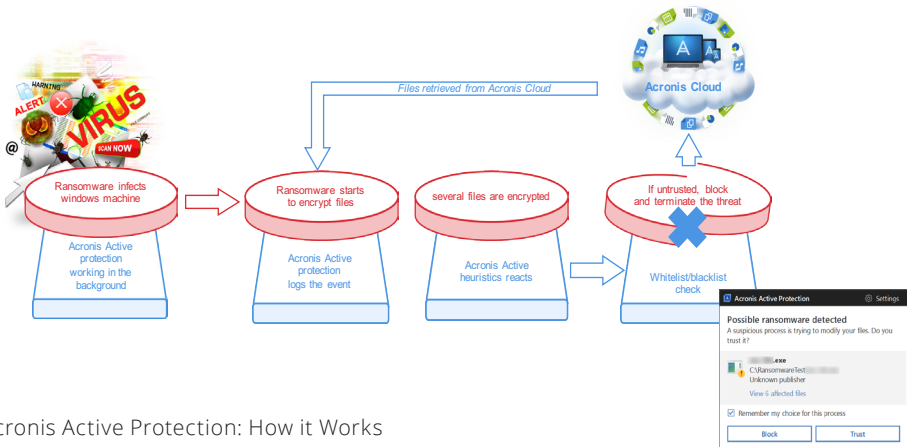 WARNING
ALERT
VIRUS
SCAN NOW
@
Files retrieved from Acronis Cloud
A
A
Acronis Cloud
Ransomware infects
windows machine
Ransomware starts
to encrypt files
several files are encrypted
If untrusted, block
and terminate the threat
Acronis Active
protection
working in the
background
Acronis Active
protection
logs the event
Acronis Active
heuristics reacts
Whitelist/blacklist
check
Acronis Active Protection
Settings
Possible ransomware detected
A suspicious process is trying to modify your files. Do you
trust it?
.exe
C:\RansomwareTest
Unknown publisher
View 6 affected files
Remember my choice for this process
Block
Trust
cronis Active Protection: How it Works